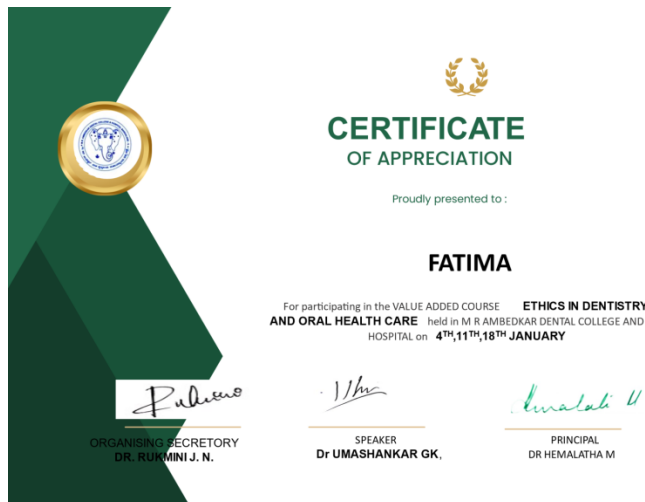 CERTIFICATE
OF APPRECIATION
Proudly presented to :
FATIMA
For participating in the VALUE ADDED COURSE ETHICS IN DENTISTRY
AND ORAL HEALTH CARE held in M R AMBEDKAR DENTAL COLLEGE AND
HOSPITAL on 4TH,11TH,18TH JANUARY
ORGANISING SECRETORY
DR. RUKMINI J. N.
SPEAKER
Dr UMASHANKAR GK,
PRINCIPAL
DR HEMALATHA M